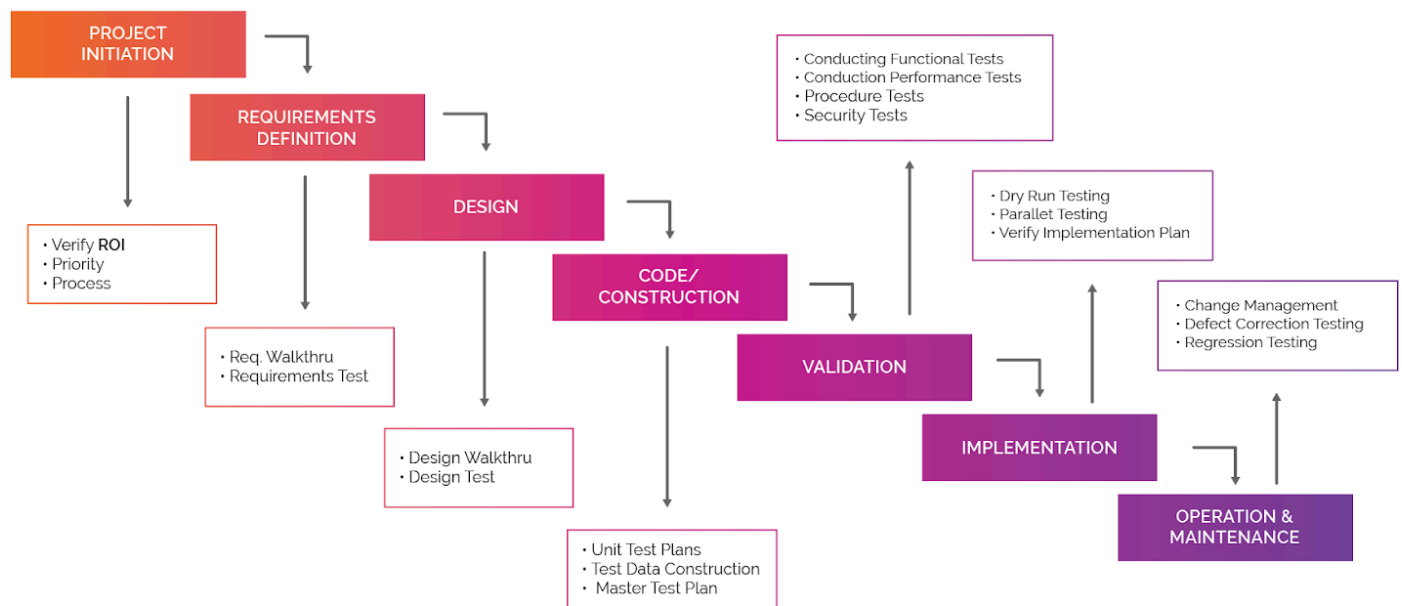 PROJECT
INITIATION
• Verify ROI
• Priority
• Process
REQUIREMENTS
DEFINITION
• Req. Walkthru
• Requirements Test
DESIGN
• Design Walkthru
• Design Test
CODE/
CONSTRUCTION
• Unit Test Plans
• Test Data Construction
• Master Test Plan
VALIDATION
• Conducting Functional Tests
• Conduction Performance Tests
• Procedure Tests
• Security Tests
IMPLEMENTATION
• Dry Run Testing
• Parallet Testing
• Verify Implementation Plan
OPERATION &
MAINTENANCE
• Change Management
• Defect Correction Testing
• Regression Testing